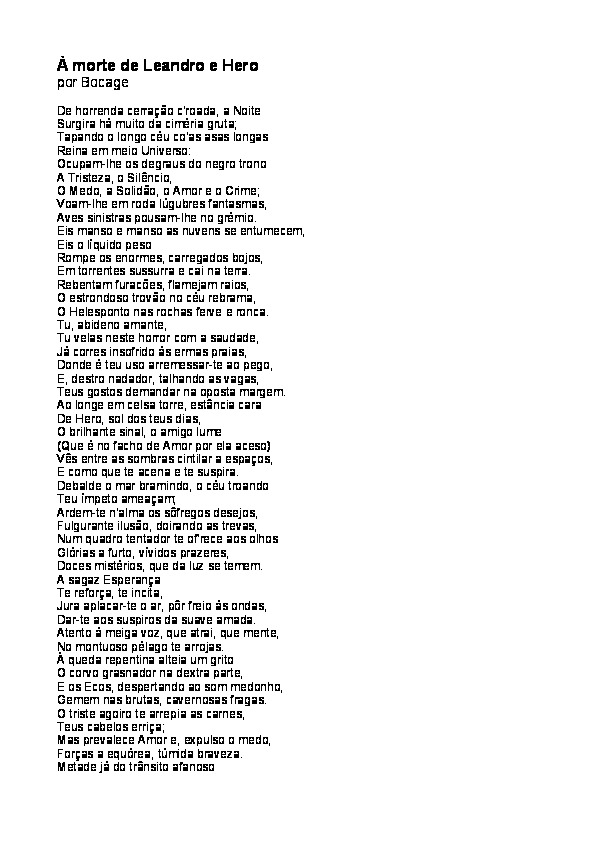 À morte de Leandro e Hero
por Bocage
De horrenda cerração c'roada, a Noite
Surgira há muito da ciméria gruta;
Tapando o longo céu co'as asas longas
Reina em meio Universo:
Ocupam-lhe os degraus do negro trono
A Tristeza, o Silêncio,
O Medo, a Solidão, o Amor e o Crime;
Voam-lhe em roda lúgubres fantasmas,
Aves sinistras pousam-lhe no grémio.
Eis manso e manso as nuvens se entumecem,
Eis o líquido peso
Rompe os enormes, carregados bojos,
Em torrentes sussurra e cai na terra.
Rebentam furacões, flamejam raios,
O estrondoso trovão no céu rebrama,
O Helesponto nas rochas ferve e ronca.
Tu, abideno amante,
Tu velas neste horror com a saudade,
Já corres insofrido às ermas praias,
Donde é teu uso arremessar-te ao pego,
E, destro nadador, talhando as vagas,
Teus gostos demandar na oposta margem.
Ao longe em celsa torre, estância cara
De Hero, sol dos teus dias,
O brilhante sinal, o amigo lume
(Que é no facho de Amor por ela aceso)
Vês entre as sombras cintilar a espaços,
E como que te acena e te suspira.
Debalde o mar bramindo, o céu troando
Teu ímpeto ameaçam;
Ardem-te n'alma os sôfregos desejos,
Fulgurante ilusão, doirando as trevas,
Num quadro tentador te of'rece aos olhos
Glórias a furto, vívidos prazeres,
Doces mistérios, que da luz se temem.
A sagaz Esperança
Te reforça, te incita,
Jura aplacar-te o ar, pôr freio às ondas,
Dar-te aos suspiros da suave amada.
Atento à meiga voz, que atrai, que mente,
No montuoso pélago te arrojas.
À queda repentina alteia um grito
O corvo grasnador na dextra parte,
E os Ecos, despertando ao som medonho,
Gemem nas brutas, cavernosas fragas.
O triste agoiro te arrepia as carnes,
Teus cabelos erriça;
Mas prevalece Amor e, expulso o medo,
Forças a equórea, túmida braveza.
Metade já do trânsito afanoso